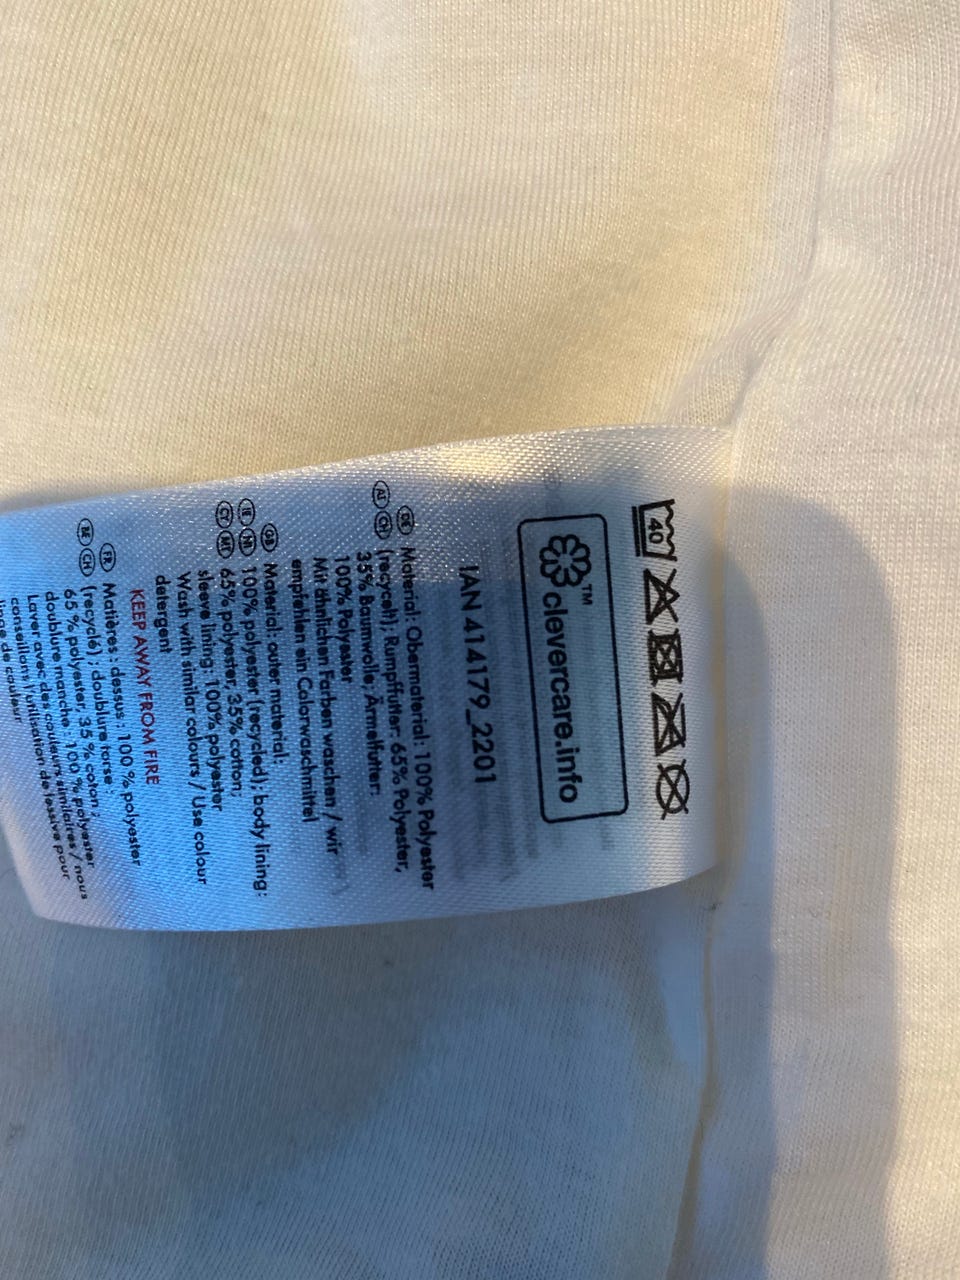 40
™
clevercare.info
IAN 414179_2201
DE Material: Obermaterial: 100% Polyester
AT CH (recycelt); Rumpffutter: 65% Polyester,
35% Baumwolle; Ärmelfutter:
100% Polyester
Mit ähnlichen Farben waschen / wir
empfehlen ein Colorwaschmittel
GB Material: outer material:
IE NI 100% polyester (recycled); body lining:
CY MT 65% polyester, 35% cotton;
sleeve lining: 100% polyester
Wash with similar colours / Use colour
detergent
KEEP AWAY FROM FIRE
FR Matières : dessus : 100 % polyester
BE CH (recyclé) ; doublure torse :
65 % polyester, 35 % coton ;
doublure manche : 100 % polyester
Laver avec des couleurs similaires / nous
conseillons l'utilisation de lessive pour
linge de couleur